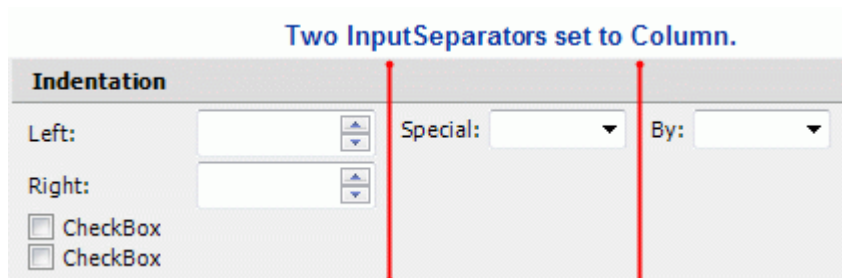 Two InputSeparators set to Column.
Indentation
Left:
Special:
By:
Right:
CheckBox
CheckBox